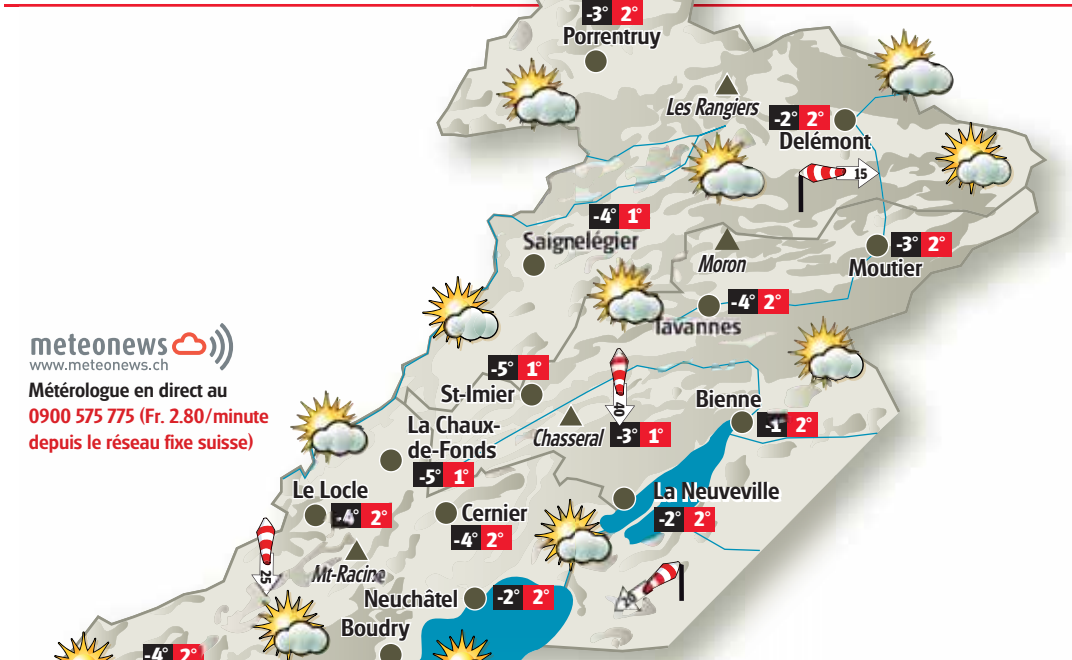 -3° 2°
Porrentruy
Les Rangiers
-2° 2°
Delémont
15
-4° 1°
Saignelégier
Moron
-3° 2°
Moutier
-4° 2°
Tavannes
meteonews
www.meteonews.ch
Météorologue en direct au
0900 575 775 (Fr. 2.80/minute
depuis le réseau fixe suisse)
-5° 1°
St-Imier
40
Chasseral
-3° 1°
Bienne
-1° 2°
La Chaux-
de-Fonds
-5° 1°
Le Locle
-4° 2°
Cernier
-4° 2°
La Neuveville
-2° 2°
25
Mt-Racine
Neuchâtel
-2° 2°
Boudry
-4° 2°